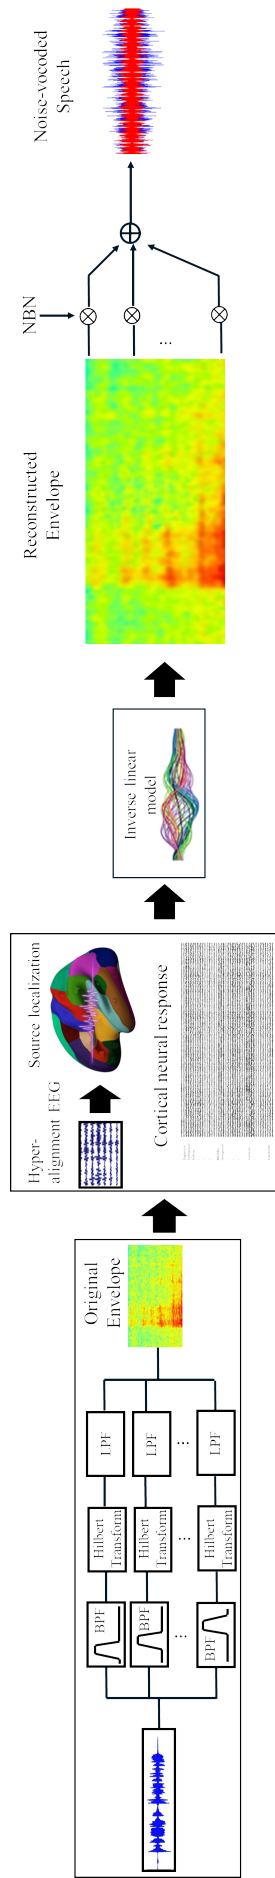 BPF
BPF
...
BPF
Hilbert
Transform
Hilbert
Transform
...
Hilbert
Transform
LPF
LPF
...
LPF
Original
Envelope
Hyper-
alignment EEG
Source localization
Cortical neural response
Inverse linear
model
Reconstructed
Envelope
NBN
...
Noise-vocoded
Speech